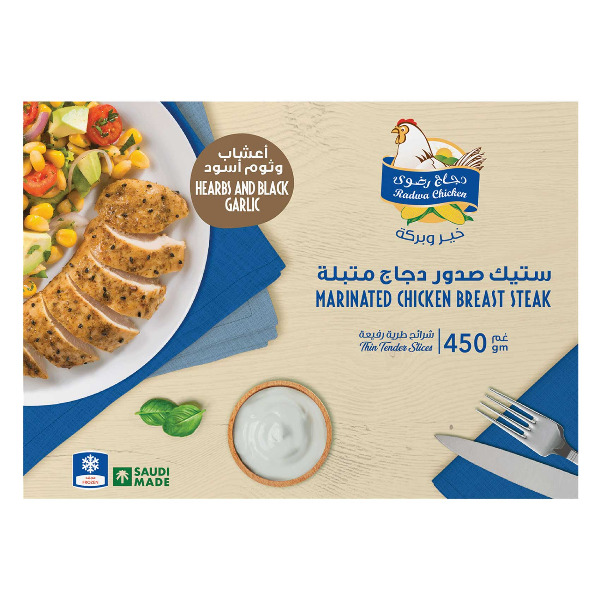 أعشاب
وثوم أسود
HEARBS AND BLACK
GARLIC
دجاج رضوى
Radwa Chicken
خير وبركة
ستيك صدور دجاج متبلة
MARINATED CHICKEN BREAST STEAK
شرائح طرية رفيعة
Thin Tender Slices
450 غم
gm
FROZEN
SAUDI
MADE